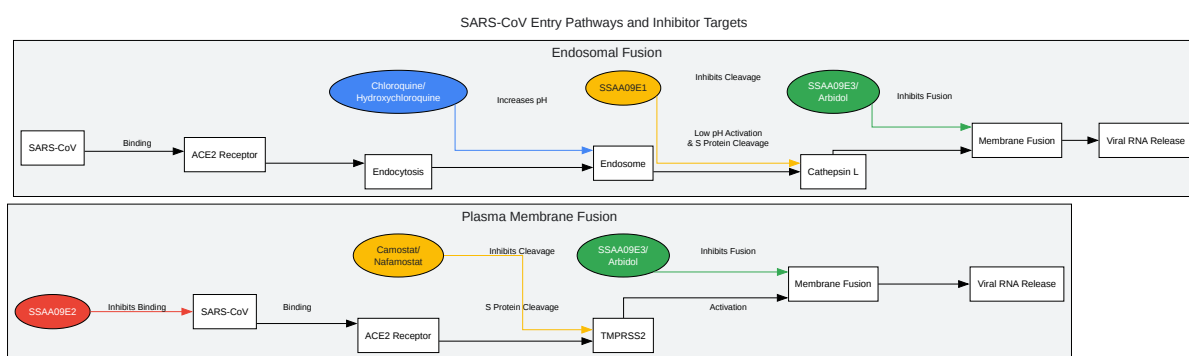 SARS-CoV Entry Pathways and Inhibitor Targets
Endosomal Fusion
Chloroquine/
Hydroxychloroquine
Increases pH
SSAA09E1
Inhibits Cleavage
SSAA09E3/
Arbidol
Inhibits Fusion
SARS-CoV
Binding
ACE2 Receptor
Endocytosis
Endosome
Low pH Activation
& S Protein Cleavage
Cathepsin L
Membrane Fusion
Viral RNA Release
Plasma Membrane Fusion
Camostat/
Nafamostat
Inhibits Cleavage
SSAA09E3/
Arbidol
Inhibits Fusion
SSAA09E2
Inhibits Binding
SARS-CoV
Binding
ACE2 Receptor
S Protein Cleavage
TMPRSS2
Activation
Membrane Fusion
Viral RNA Release